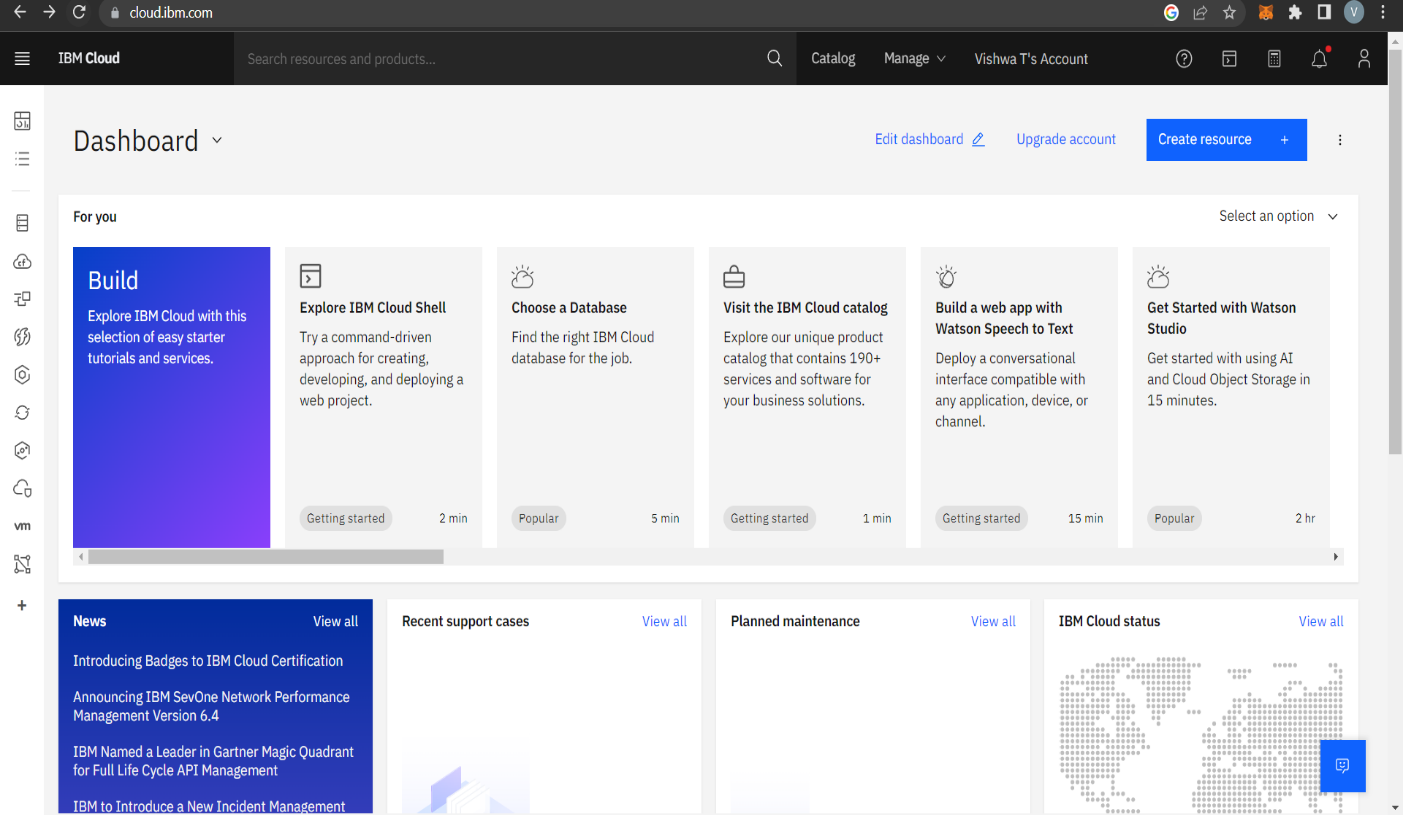 cloud.ibm.com
V
IBM Cloud
Search resources and products...
Catalog
Manage
Vishwa T's Account
Dashboard
Edit dashboard
Upgrade account
Create resource +
For you
Select an option
Build
Explore IBM Cloud with this
selection of easy starter
tutorials and services.
Explore IBM Cloud Shell
Try a command-driven
approach for creating,
developing, and deploying a
web project.
Getting started
2 min
Choose a Database
Find the right IBM Cloud
database for the job.
Popular
5 min
Visit the IBM Cloud catalog
Explore our unique product
catalog that contains 190+
services and software for
your business solutions.
Getting started
1 min
Build a web app with
Watson Speech to Text
Deploy a conversational
interface compatible with
any application, device, or
channel.
Getting started
15 min
Get Started with Watson
Studio
Get started with using AI
and Cloud Object Storage in
15 minutes.
Popular
2 hr
cf
vm
+
News
View all
Introducing Badges to IBM Cloud Certification
Announcing IBM SevOne Network Performance
Management Version 6.4
IBM Named a Leader in Gartner Magic Quadrant
for Full Life Cycle API Management
IBM to Introduce a New Incident Management
Recent support cases
View all
Planned maintenance
View all
IBM Cloud status
View all